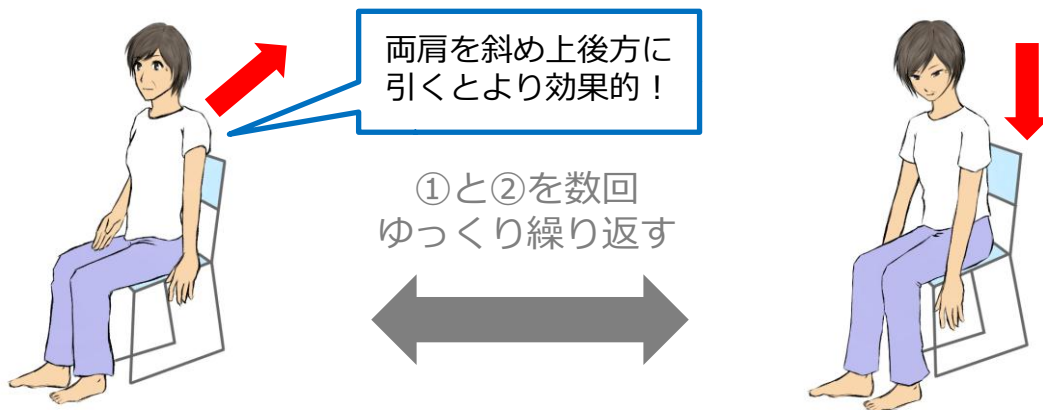 両肩を斜め上後方に
引くとより効果的！
①と②を数回
ゆっくり繰り返す